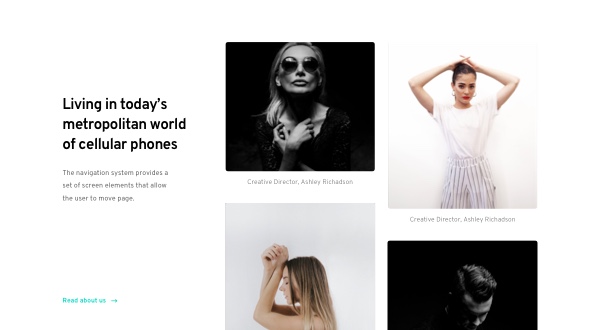 Living in today's
metropolitan world
of cellular phones
The navigation system provides a
set of screen elements that allow
the user to move page.
Read about us →
Creative Director, Ashley Richadson
Creative Director, Ashley Richadson